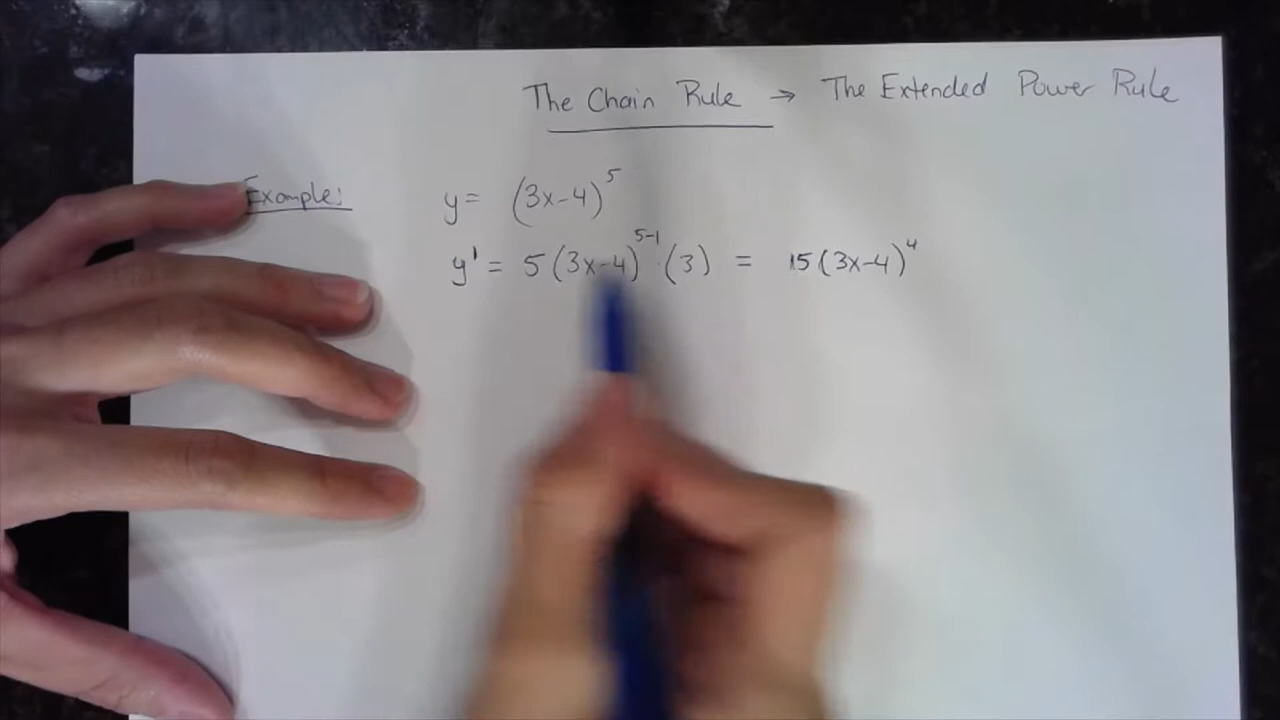 The Chain Rule → The Extended Power Rule
Example: y = (3x-4)⁵
y' = 5(3x-4)⁵⁻¹·(3) = 15(3x-4)⁴